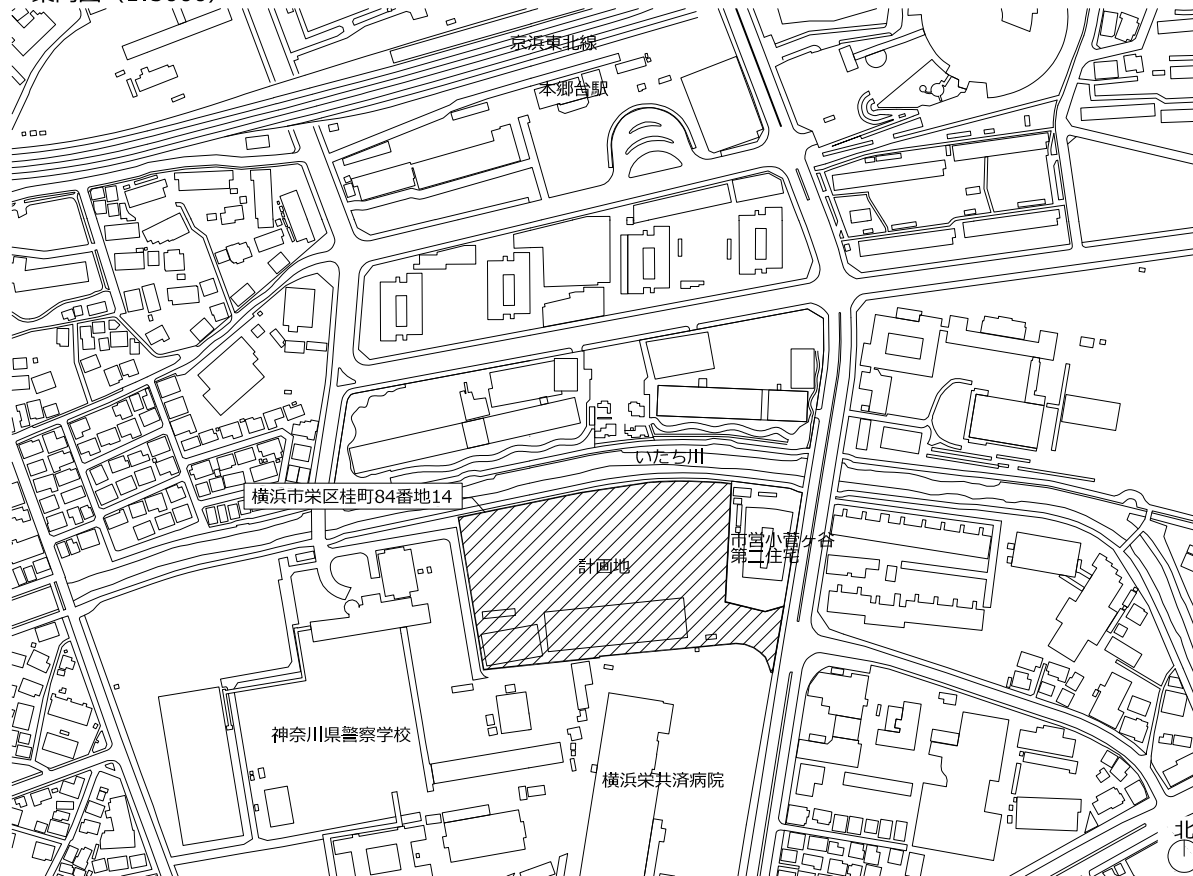 京浜東北線
本郷台駅
いたち川
横浜市栄区桂町84番地14
市営小菅ヶ谷
第二住宅
計画地
神奈川県警察学校
横浜栄共済病院
北